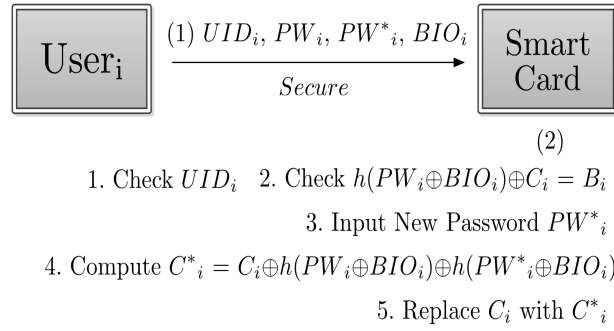 User_i
(1) UID_i, PW_i, PW*_i, BIO_i
Secure
Smart
Card
(2)
1. Check UID_i 2. Check h(PW_i⊕BIO_i)⊕C_i = B_i
3. Input New Password PW*_i
4. Compute C*_i = C_i⊕h(PW_i⊕BIO_i)⊕h(PW*_i⊕BIO_i)
5. Replace C_i with C*_i